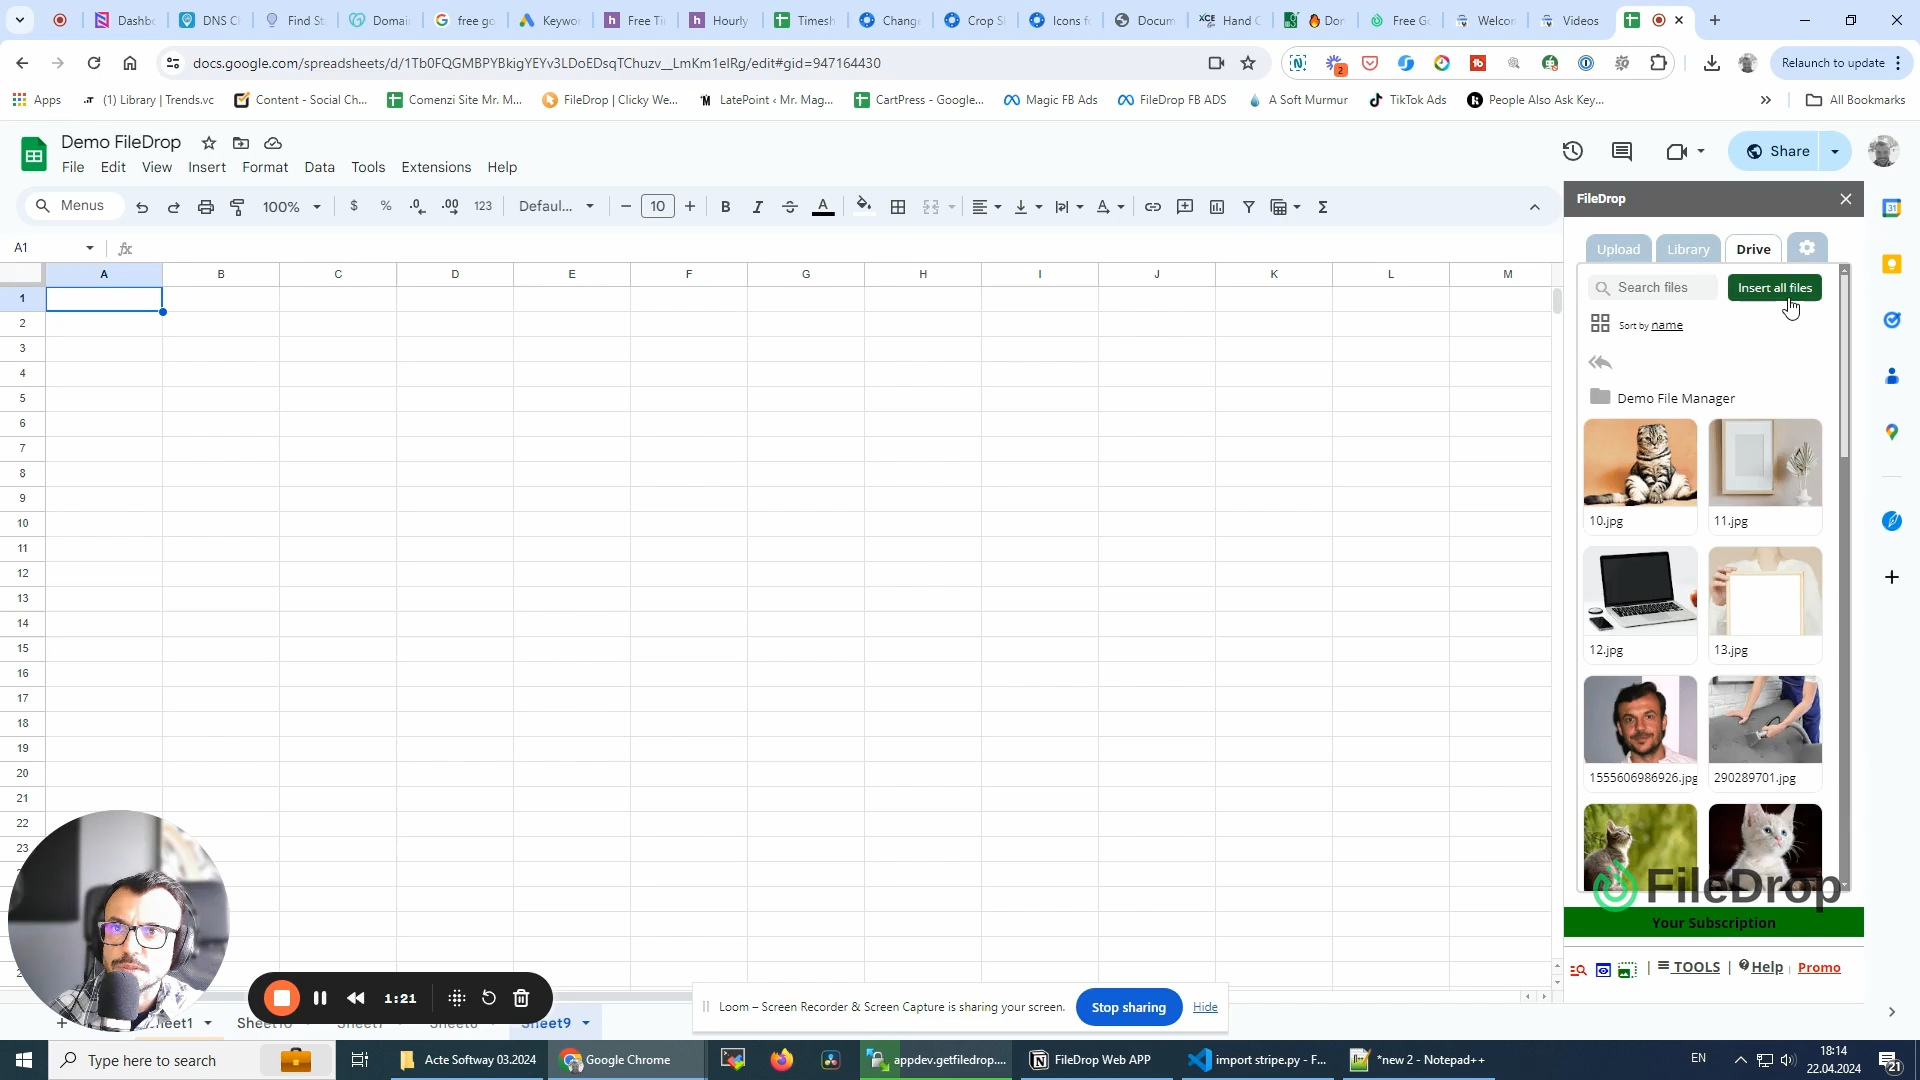 Dashb
DNS C
Find St
Domai
free go
Keywor
Free Ti
Hourly
Timesh
Change
Crop S
Icons f
Docum
Hand C
Don
Free G
Welcon
Videos
docs.google.com/spreadsheets/d/1Tb0FQGMBPYBkigYEYv3LDoEDsqTChuzv__LmKm1elRg/edit#gid=947164430
2
Relaunch to update
Apps
(1) Library | Trends.vc
Content - Social Ch...
Comenzi Site Mr. M...
FileDrop | Clicky We...
LatePoint ‹ Mr. Mag...
CartPress - Google...
Magic FB Ads
FileDrop FB ADS
A Soft Murmur
TikTok Ads
People Also Ask Key...
All Bookmarks
Demo FileDrop
File Edit View Insert Format Data Tools Extensions Help
Share
Menus
100%
$ % .0 .00 123
Defaul...
10
A1
fx
FileDrop
Upload Library Drive
Search files
Insert all files
Sort by name
Demo File Manager
10.jpg 11.jpg
12.jpg 13.jpg
1555606986926.jpg 290289701.jpg
FileDrop
Your Subscription
TOOLS | Help | Promo
A B C D E F G H I J K L M
1
2
3
4
5
6
7
8
9
10
11
12
13
14
15
16
17
18
19
20
21
22
23
1:21
Loom – Screen Recorder & Screen Capture is sharing your screen.
Stop sharing
Hide
Sheet9
Type here to search
Acte Softway 03.2024
Google Chrome
appdev.getfiledrop....
FileDrop Web APP
import stripe.py - F...
*new 2 - Notepad++
EN
18:14
22.04.2024
21